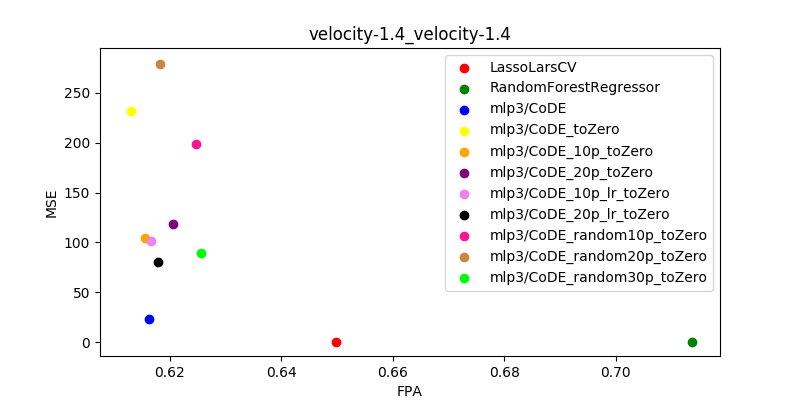 velocity-1.4_velocity-1.4
LassoLarsCV
RandomForestRegressor
mlp3/CoDE
mlp3/CoDE_toZero
mlp3/CoDE_10p_toZero
mlp3/CoDE_20p_toZero
mlp3/CoDE_10p_lr_toZero
mlp3/CoDE_20p_lr_toZero
mlp3/CoDE_random10p_toZero
mlp3/CoDE_random20p_toZero
mlp3/CoDE_random30p_toZero
MSE
250
200
150
100
50
0
0.62 0.64 0.66 0.68 0.70
FPA